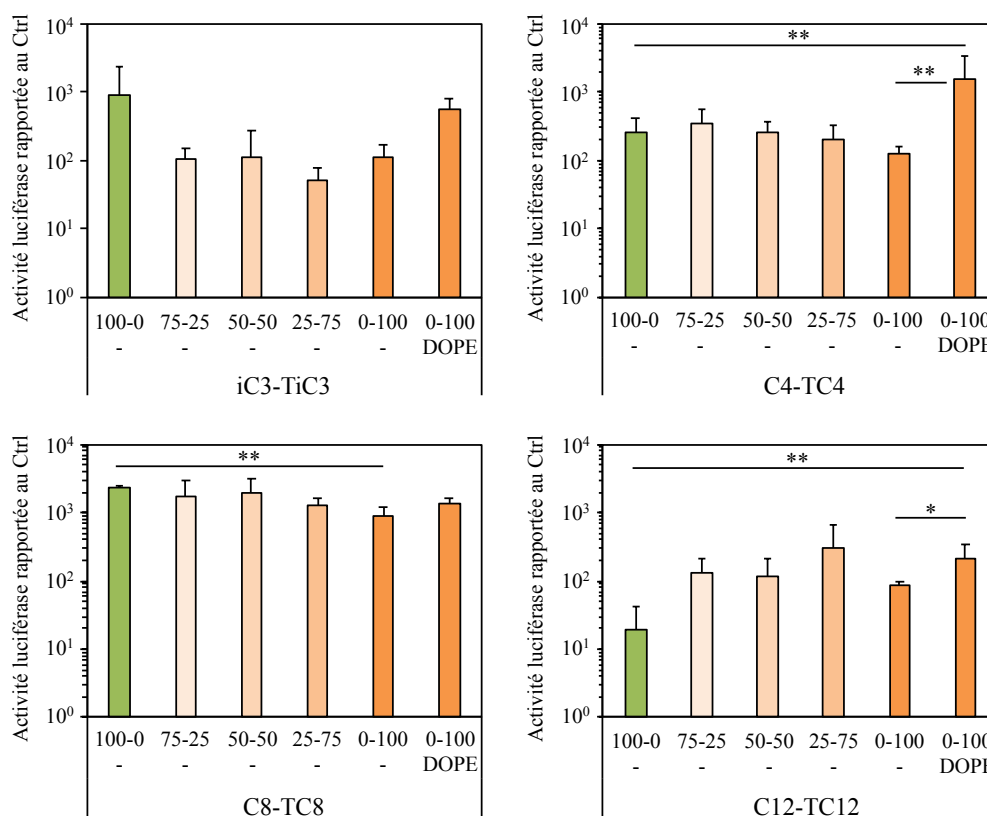 Activité luciférase rapportée au Ctrl
10⁴
10³
10²
10¹
10⁰
100-0 75-25 50-50 25-75 0-100 0-100
- - - - - DOPE
iC3-TiC3
Activité luciférase rapportée au Ctrl
10⁴
10³
10²
10¹
10⁰
**
**
100-0 75-25 50-50 25-75 0-100 0-100
- - - - - DOPE
C4-TC4
Activité luciférase rapportée au Ctrl
10⁴
10³
10²
10¹
10⁰
**
100-0 75-25 50-50 25-75 0-100 0-100
- - - - - DOPE
C8-TC8
Activité luciférase rapportée au Ctrl
10⁴
10³
10²
10¹
10⁰
**
*
100-0 75-25 50-50 25-75 0-100 0-100
- - - - - DOPE
C12-TC12